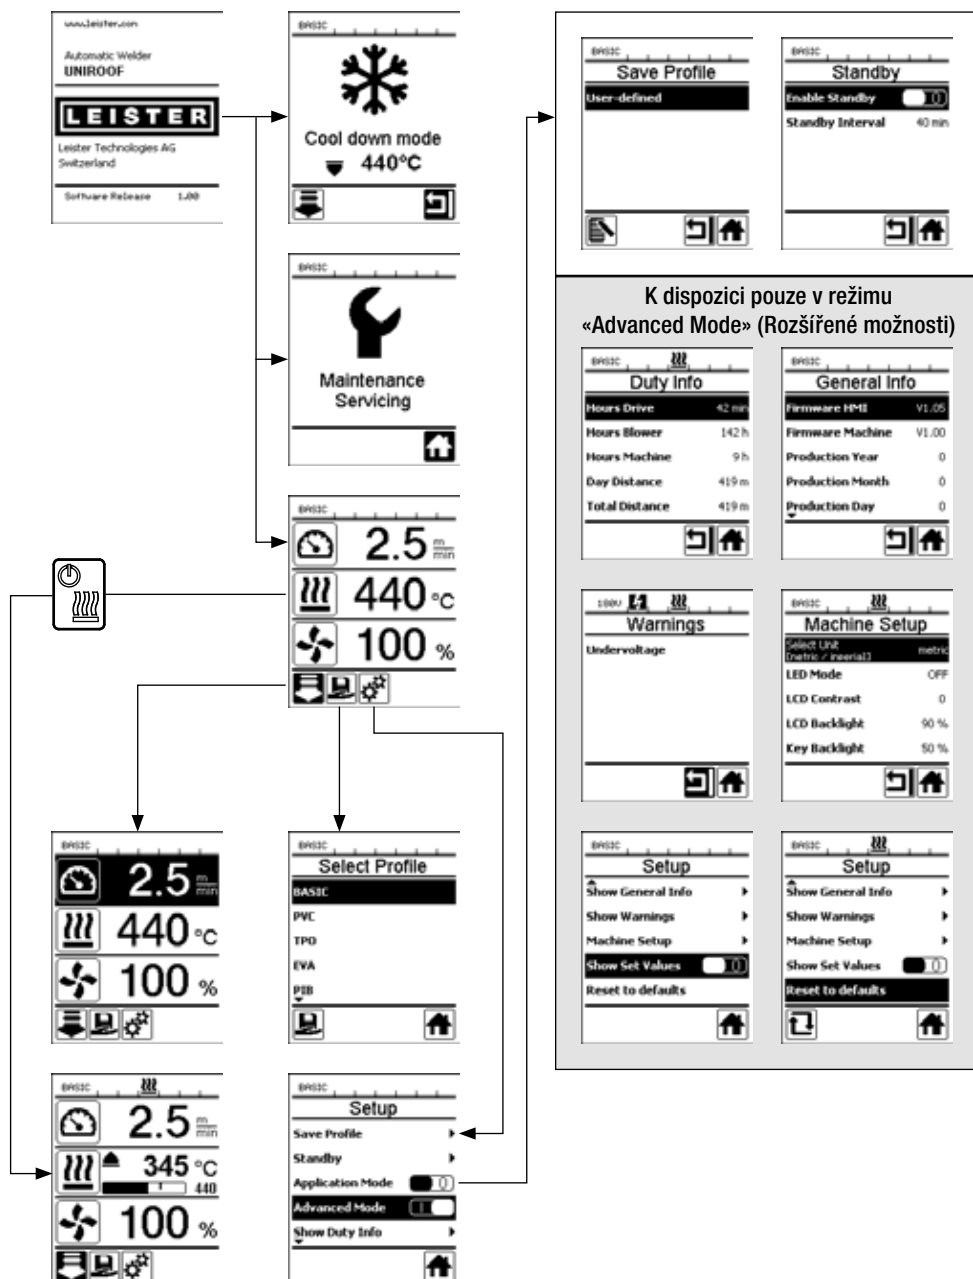 www.leister.com
Automatic Welder
UNIROOF
LEISTER
Leister Technologies AG
Switzerland
Software Release 1.00
BASIC
Cool down mode
440°C
BASIC
Maintenance
Servicing
BASIC
2.5 m/min
440 °C
100 %
BASIC
2.5 m/min
440 °C
100 %
BASIC
Select Profile
BASIC
PVC
TPO
EVA
PIB
BASIC
2.5 m/min
345 °C
440
100 %
BASIC
Setup
Save Profile
Standby
Application Mode 0
Advanced Mode I
Show Duty Info
BASIC
Save Profile
User-defined
BASIC
Standby
Enable Standby 0
Standby Interval 40 min
K dispozici pouze v režimu
«Advanced Mode» (Rozšířené možnosti)
BASIC
Duty Info
Hours Drive 42 min
Hours Blower 142 h
Hours Machine 9 h
Day Distance 419 m
Total Distance 419 m
BASIC
General Info
Firmware HMI V1.05
Firmware Machine V1.00
Production Year 0
Production Month 0
Production Day 0
180V
Warnings
Undervoltage
BASIC
Machine Setup
Select Unit
[metric / imperial] metric
LED Mode OFF
LCD Contrast 0
LCD Backlight 90 %
Key Backlight 50 %
BASIC
Setup
Show General Info
Show Warnings
Machine Setup
Show Set Values 0
Reset to defaults
BASIC
Setup
Show General Info
Show Warnings
Machine Setup
Show Set Values 0
Reset to defaults